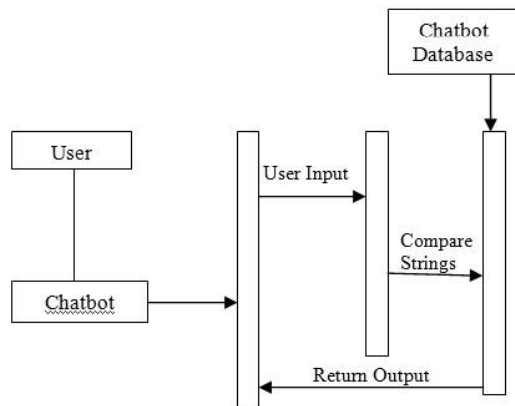 Chatbot
Database
User
User Input
Compare
Strings
Chatbot
Return Output